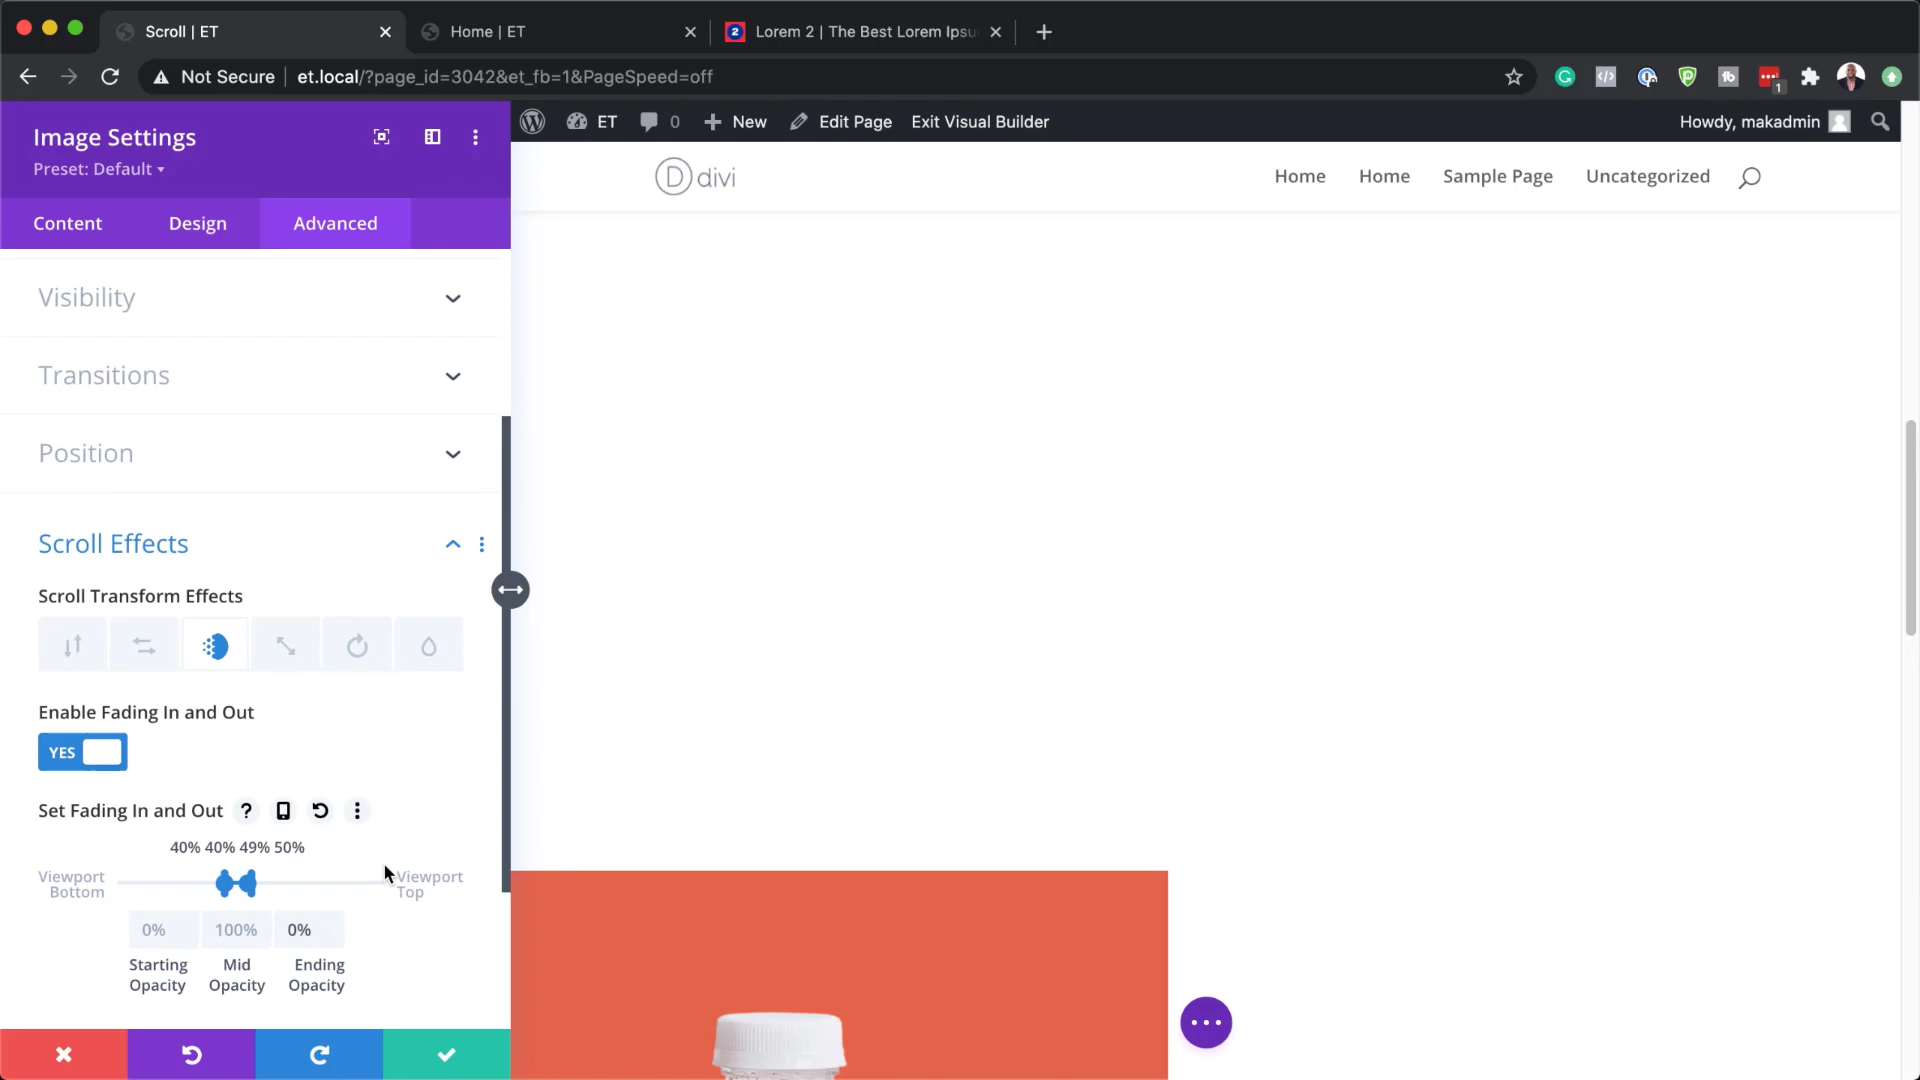 Scroll | ET
Home | ET
2 Lorem 2 | The Best Lorem Ipsu
Not Secure et.local/?page_id=3042&et_fb=1&PageSpeed=off
1
Image Settings
Preset: Default
ET 0 New Edit Page Exit Visual Builder Howdy, makadmin
D divi
Home Home Sample Page Uncategorized
Content Design Advanced
Visibility
Transitions
Position
Scroll Effects
Scroll Transform Effects
Enable Fading In and Out
YES
Set Fading In and Out ?
40% 40% 49% 50%
Viewport Bottom
Viewport Top
0% 100% 0%
Starting Opacity
Mid Opacity
Ending Opacity